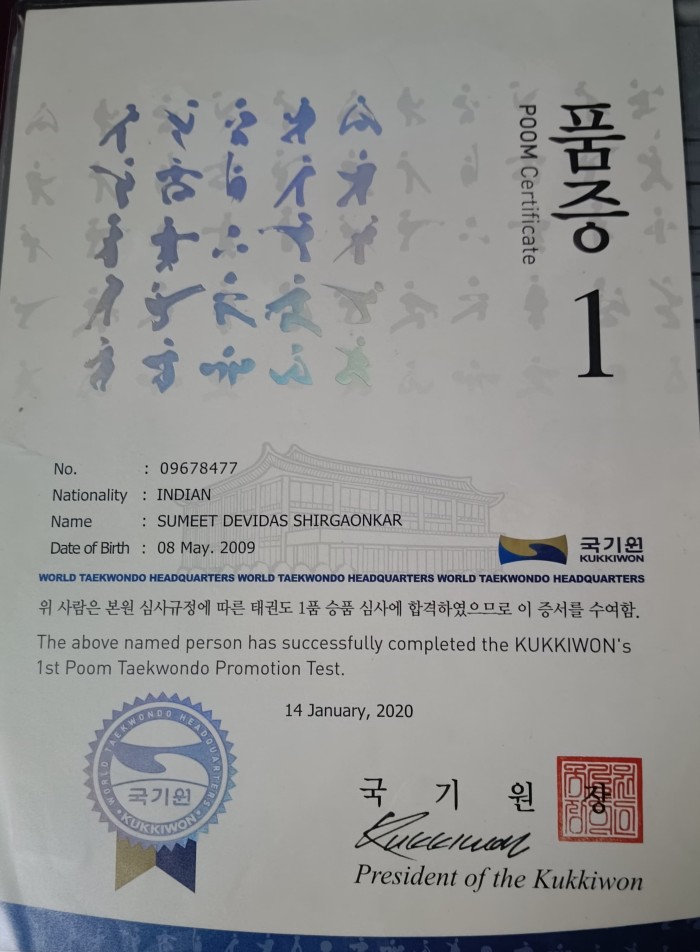 품증
POOM Certificate
1
No. : 09678477
Nationality : INDIAN
Name : SUMEET DEVIDAS SHIRGAONKAR
Date of Birth : 08 May. 2009
국기원
KUKKIWON
WORLD TAEKWONDO HEADQUARTERS WORLD TAEKWONDO HEADQUARTERS WORLD TAEKWONDO HEADQUARTERS
위 사람은 본원 심사규정에 따른 태권도 1품 승품 심사에 합격하였으므로 이 증서를 수여함.
The above named person has successfully completed the KUKKIWON's
1st Poom Taekwondo Promotion Test.
14 January, 2020
WORLD TAEKWONDO HEADQUARTERS
국기원
KUKKIWON
국 기 원 장
Kukkiwon
President of the Kukkiwon